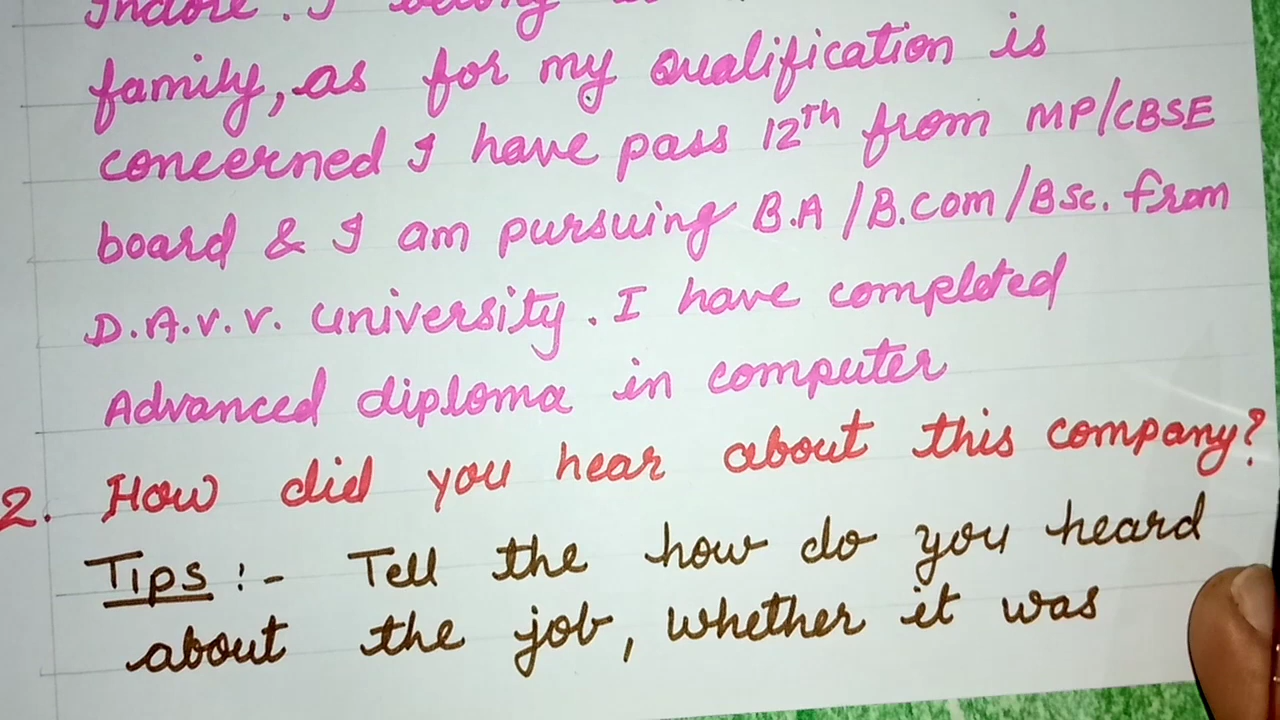 Indore. I belong
family, as for my qualification is
concerned I have pass 12th from MP/CBSE
board & I am pursuing B.A/B.com/Bsc. from
D.A.V.V. university. I have completed
Advanced diploma in computer
2. How did you hear about this company?
Tips :- Tell the how do you heard
about the job, whether it was